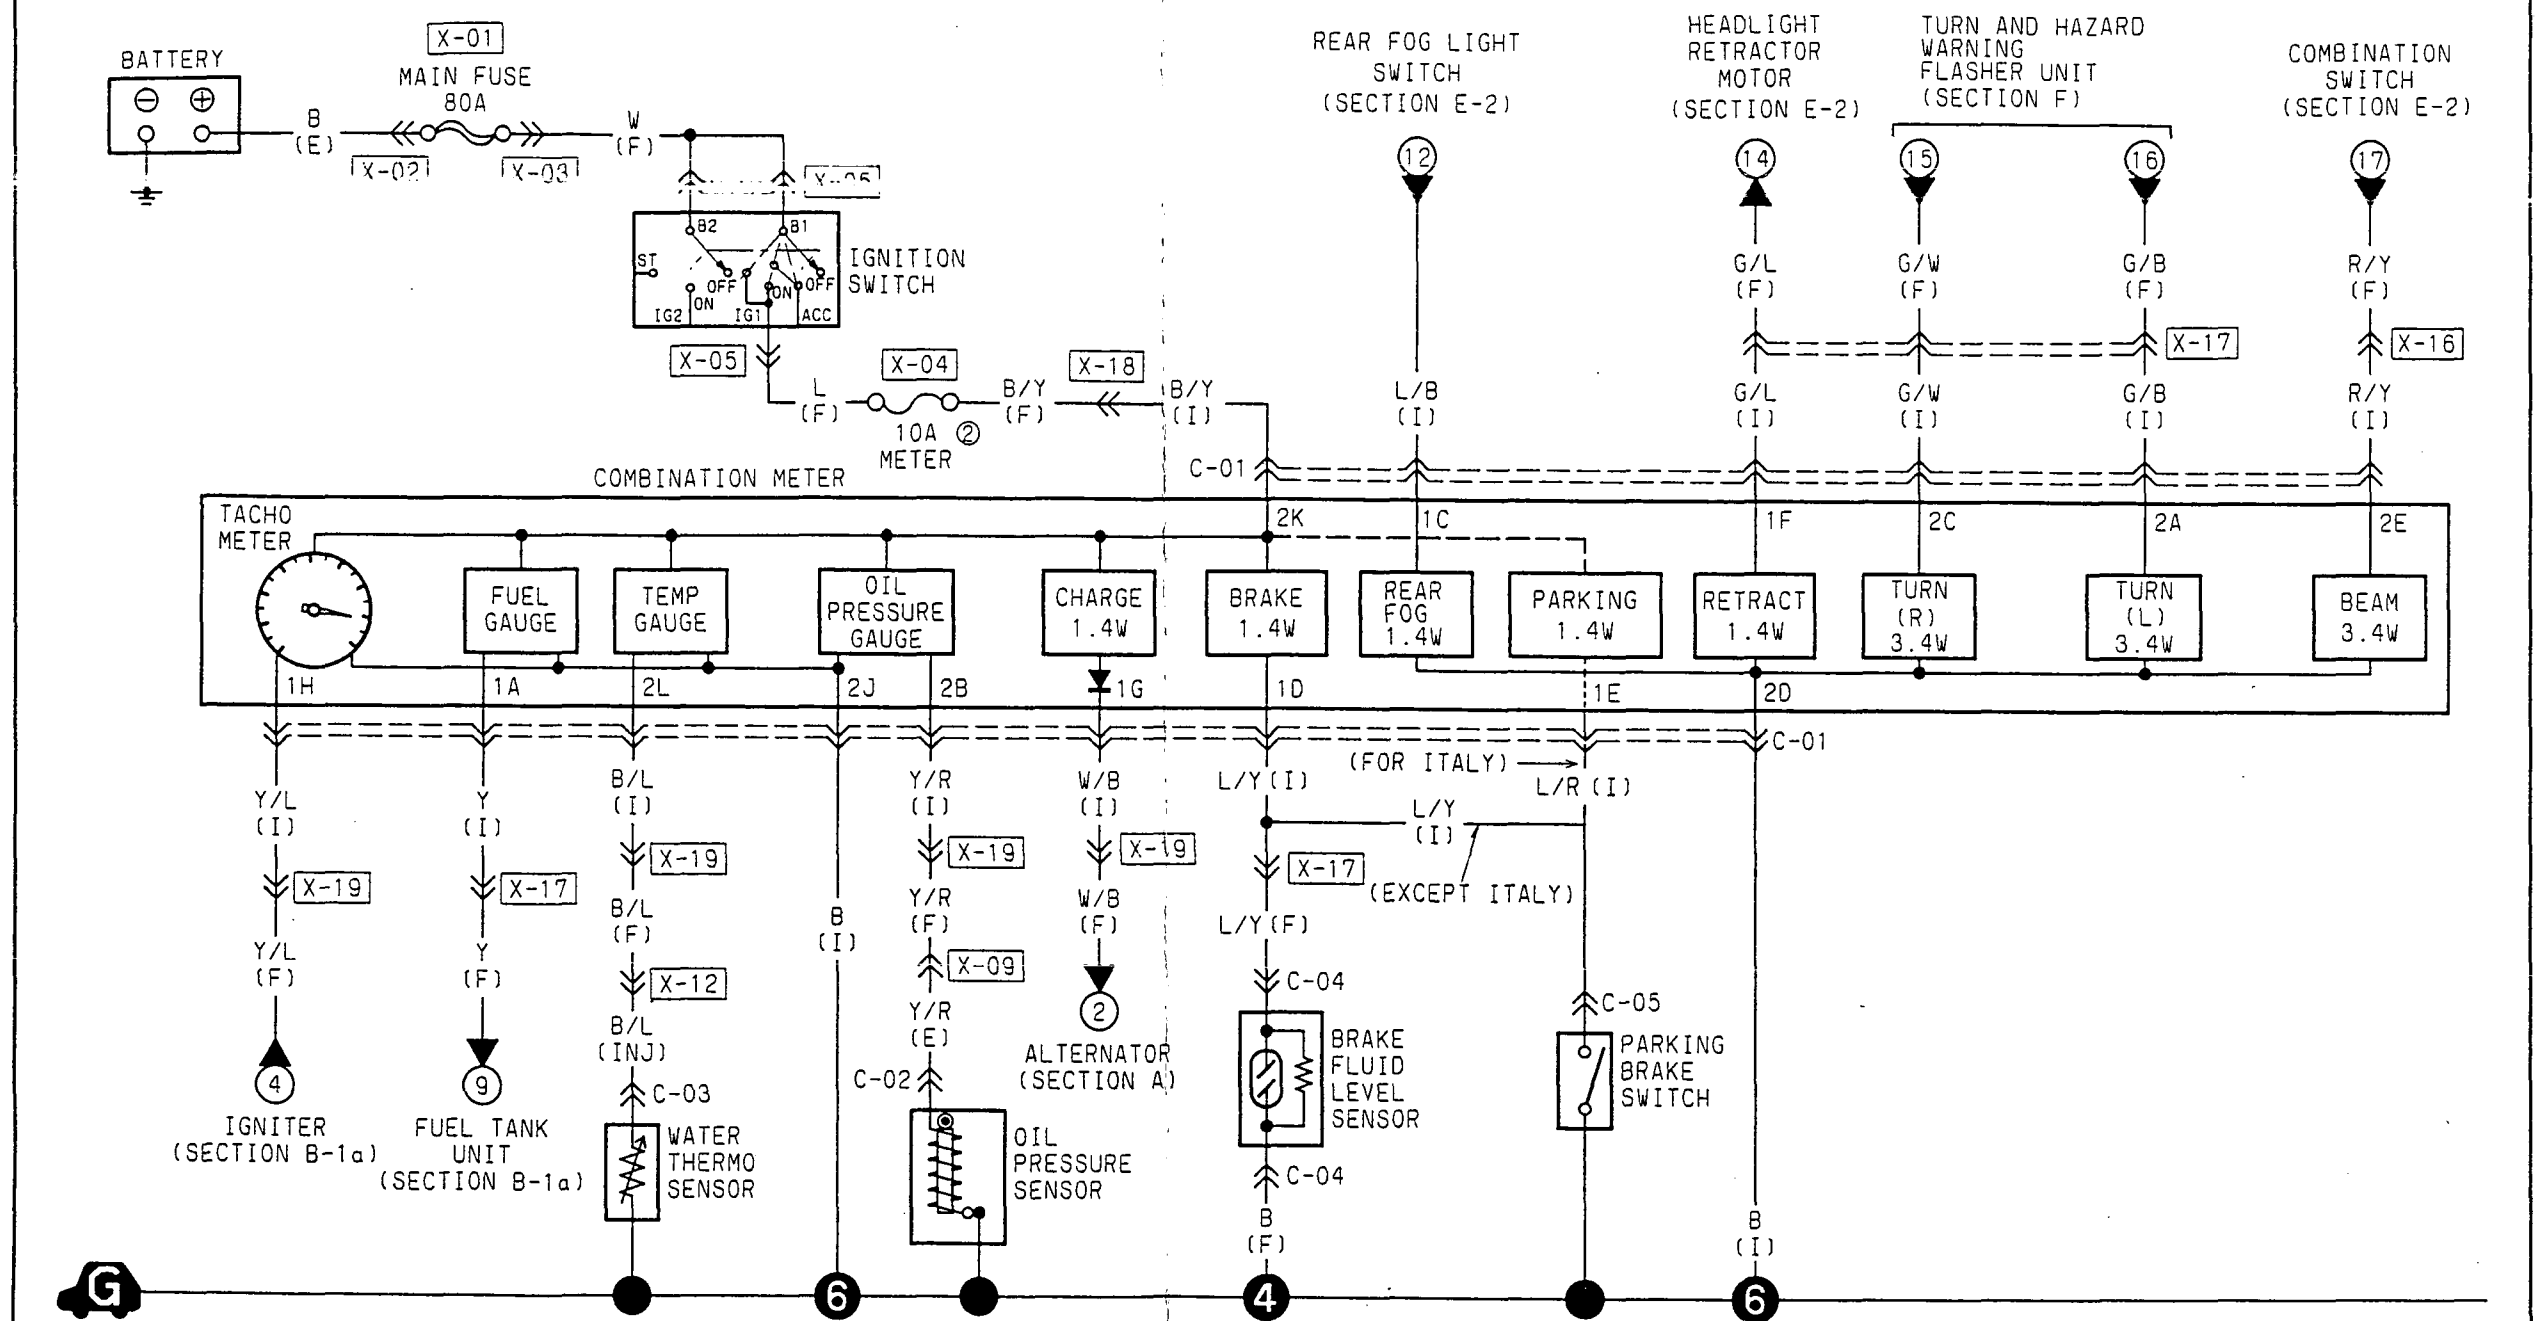 BATTERY
X-01
MAIN FUSE
80A
B
(E)
X-02
X-03
W
(F)
B2
B1
ST
OFF
ON
OFF
ON
IG2
IG1
ACC
IGNITION
SWITCH
X-05
L
(F)
X-04
10A ②
METER
B/Y
(F)
X-18
B/Y
(I)
REAR FOG LIGHT
SWITCH
(SECTION E-2)
12
L/B
(I)
HEADLIGHT
RETRACTOR
MOTOR
(SECTION E-2)
14
G/L
(F)
G/L
(I)
TURN AND HAZARD
WARNING
FLASHER UNIT
(SECTION F)
15
16
G/W
(F)
G/W
(I)
G/B
(F)
G/B
(I)
X-17
COMBINATION
SWITCH
(SECTION E-2)
17
R/Y
(F)
X-16
R/Y
(I)
C-01
COMBINATION METER
TACHO
METER
2K
1C
1F
2C
2A
2E
FUEL
GAUGE
TEMP
GAUGE
OIL
PRESSURE
GAUGE
CHARGE
1.4W
BRAKE
1.4W
REAR
FOG
1.4W
PARKING
1.4W
RETRACT
1.4W
TURN
(R)
3.4W
TURN
(L)
3.4W
BEAM
3.4W
1H
1A
2L
2J
2B
1G
1D
1E
2D
C-01
Y/L
(I)
X-19
Y/L
(F)
4
IGNITER
(SECTION B-1a)
Y
(I)
X-17
Y
(F)
9
FUEL TANK
UNIT
(SECTION B-1a)
B/L
(I)
X-19
B/L
(F)
X-12
B/L
(INJ)
C-03
WATER
THERMO
SENSOR
B
(I)
Y/R
(I)
X-19
Y/R
(F)
X-09
Y/R
(E)
C-02
OIL
PRESSURE
SENSOR
W/B
(I)
X-19
W/B
(F)
2
ALTERNATOR
(SECTION A)
L/Y(I)
X-17
L/Y(F)
C-04
BRAKE
FLUID
LEVEL
SENSOR
C-04
B
(F)
(FOR ITALY)
L/R(I)
L/Y
(I)
(EXCEPT ITALY)
C-05
PARKING
BRAKE
SWITCH
B
(I)
G
6
4
6